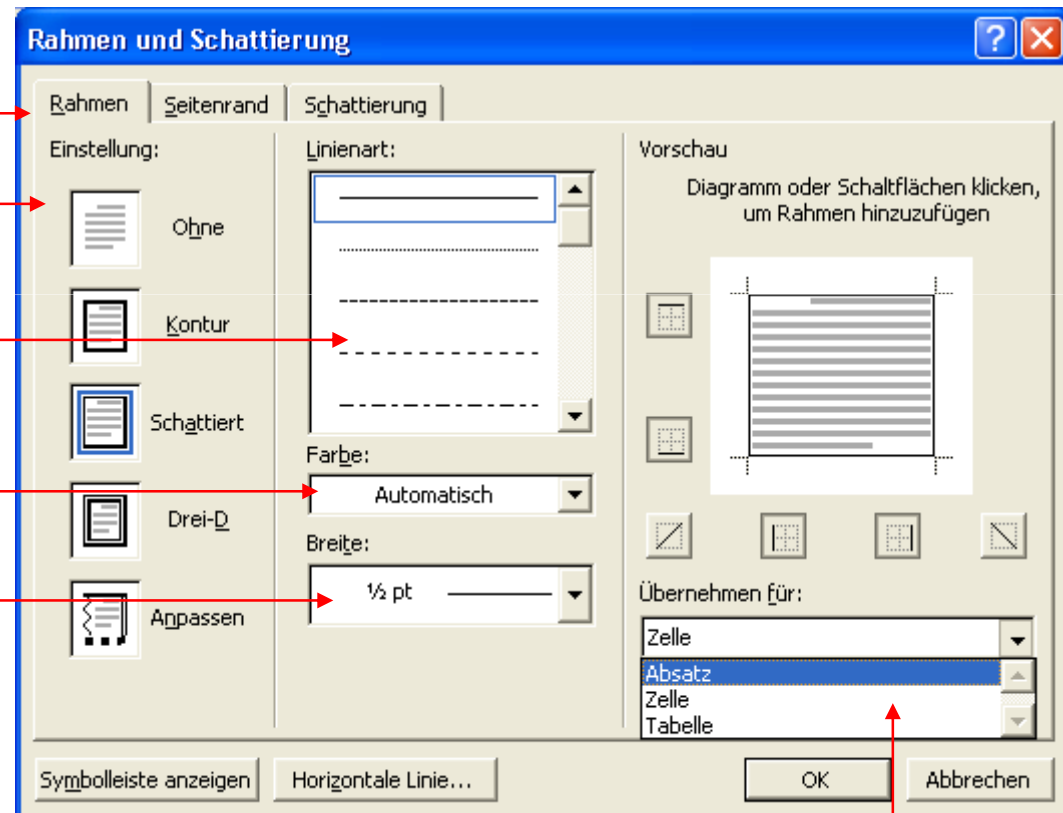 Rahmen und Schattierung
Rahmen
Seitenrand
Schattierung
Einstellung:
Ohne
Kontur
Schattiert
Drei-D
Anpassen
Linienart:
Farbe:
Automatisch
Breite:
½ pt
Vorschau
Diagramm oder Schaltflächen klicken,
um Rahmen hinzuzufügen
Übernehmen für:
Zelle
Absatz
Zelle
Tabelle
Symbolleiste anzeigen
Horizontale Linie...
OK
Abbrechen